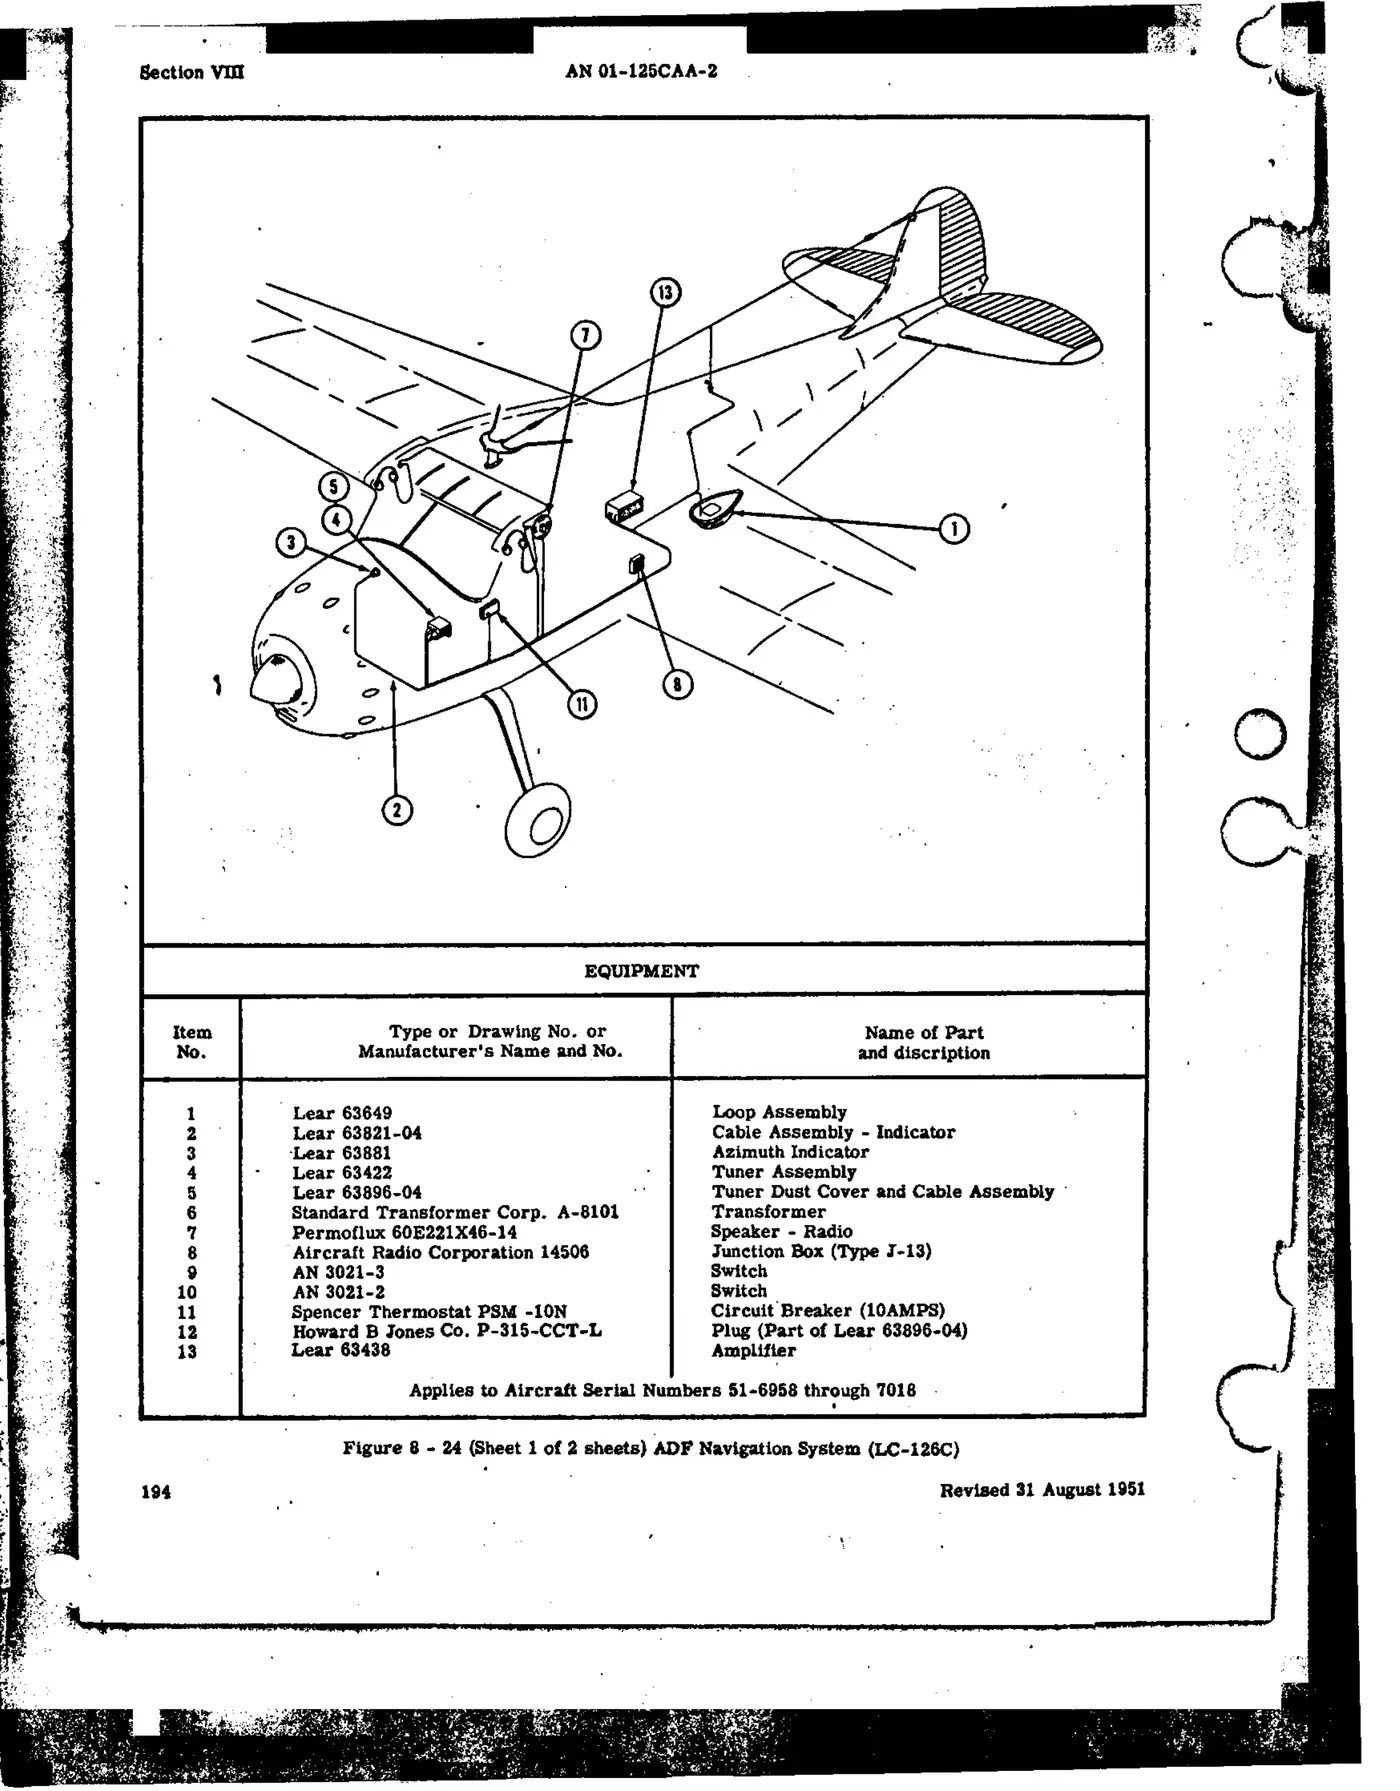 Section VIII
AN 01-125CAA-2
13
7
5
4
3
1
11
8
2
EQUIPMENT
Item No.
Type or Drawing No. or Manufacturer's Name and No.
Name of Part and discription
1 Lear 63649 Loop Assembly
2 Lear 63821-04 Cable Assembly - Indicator
3 Lear 63881 Azimuth Indicator
4 Lear 63422 Tuner Assembly
5 Lear 63896-04 Tuner Dust Cover and Cable Assembly
6 Standard Transformer Corp. A-8101 Transformer
7 Permoflux 60E221X46-14 Speaker - Radio
8 Aircraft Radio Corporation 14506 Junction Box (Type J-13)
9 AN 3021-3 Switch
10 AN 3021-2 Switch
11 Spencer Thermostat PSM -10N Circuit Breaker (10AMPS)
12 Howard B Jones Co. P-315-CCT-L Plug (Part of Lear 63896-04)
13 Lear 63438 Amplifier
Applies to Aircraft Serial Numbers 51-6958 through 7018
Figure 8 - 24 (Sheet 1 of 2 sheets) ADF Navigation System (LC-126C)
194
Revised 31 August 1951